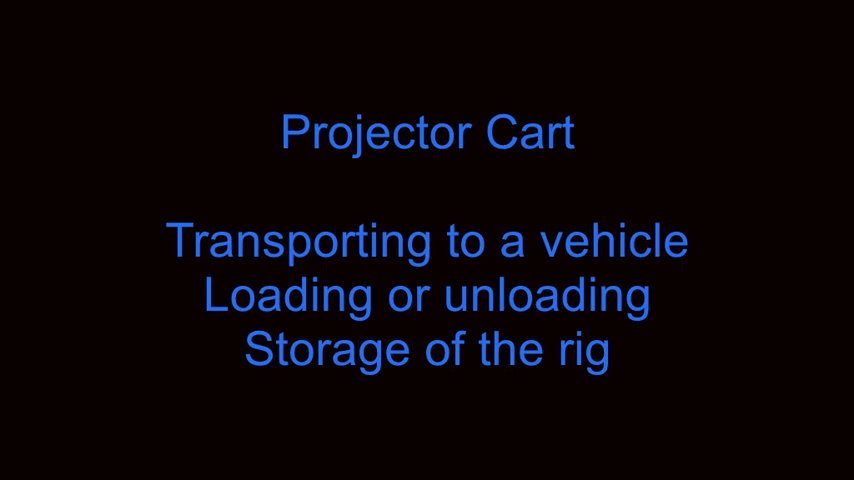 Projector Cart
Transporting to a vehicle
Loading or unloading
Storage of the rig